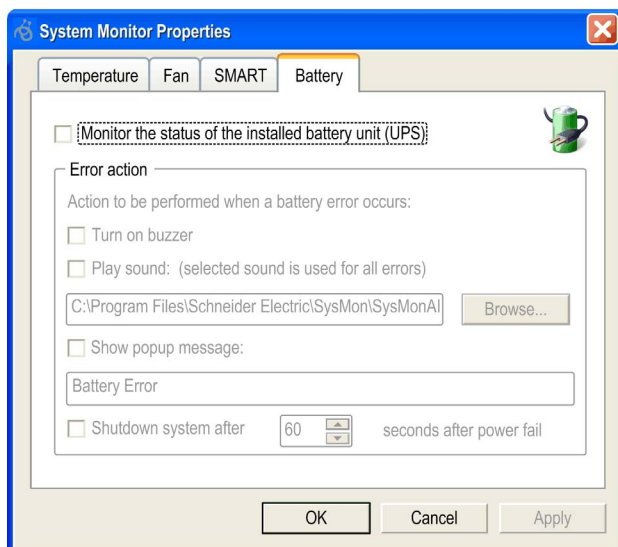 System Monitor Properties
Temperature Fan SMART Battery
Monitor the status of the installed battery unit (UPS)
Error action
Action to be performed when a battery error occurs:
Turn on buzzer
Play sound: (selected sound is used for all errors)
C:\Program Files\Schneider Electric\SysMon\SysMonAl Browse...
Show popup message:
Battery Error
Shutdown system after 60 seconds after power fail
OK Cancel Apply